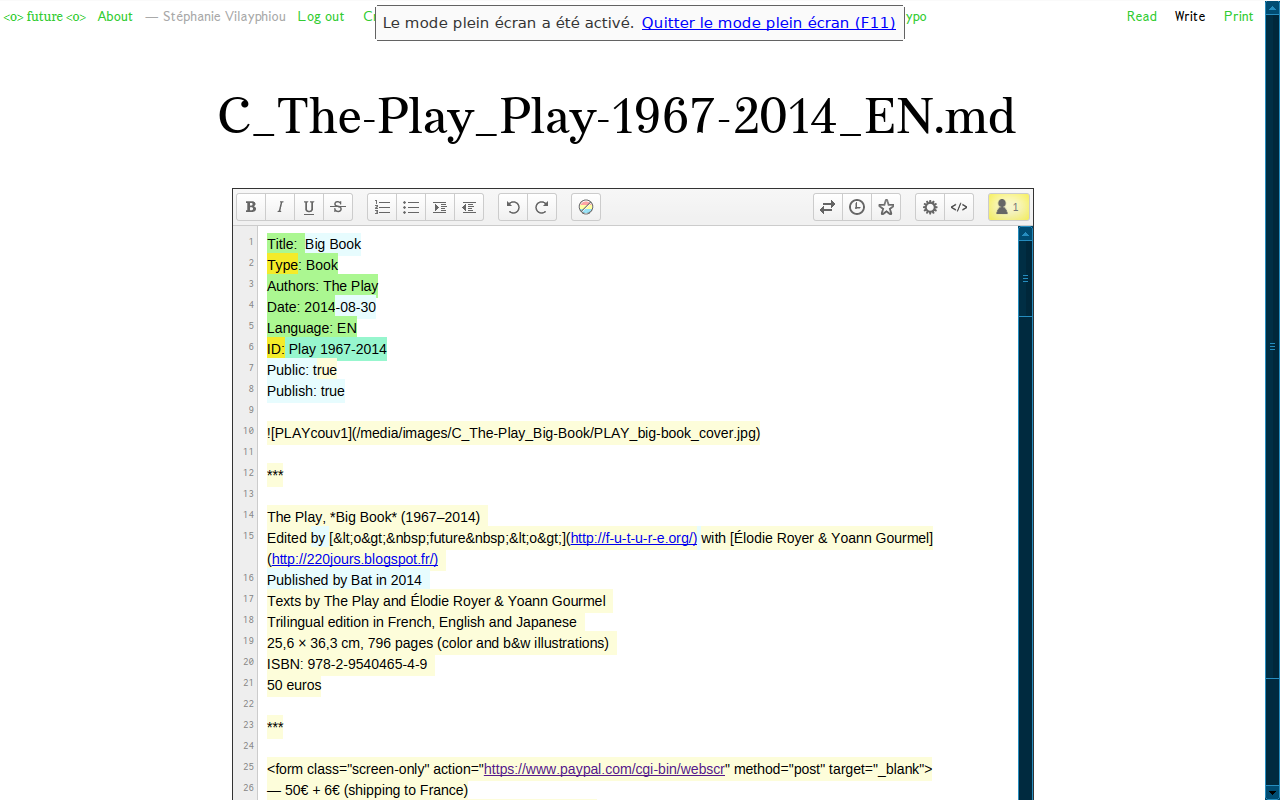 <o> future <o> About — Stéphanie Vilayphiou Log out
Le mode plein écran a été activé. Quitter le mode plein écran (F11)
Read Write Print
C_The-Play_Play-1967-2014_EN.md
B I U S </> 1
1 Title: Big Book
2 Type: Book
3 Authors: The Play
4 Date: 2014-08-30
5 Language: EN
6 ID: Play 1967-2014
7 Public: true
8 Publish: true
9
10 ![PLAYcouv1](/media/images/C_The-Play_Big-Book/PLAY_big-book_cover.jpg)
11
12 ***
13
14 The Play, *Big Book* (1967–2014)
15 Edited by [&lt;o&gt;&nbsp;future&nbsp;&lt;o&gt;](http://f-u-t-u-r-e.org/) with [Élodie Royer & Yoann Gourmel]
(http://220jours.blogspot.fr/)
16 Published by Bat in 2014
17 Texts by The Play and Élodie Royer & Yoann Gourmel
18 Trilingual edition in French, English and Japanese
19 25,6 × 36,3 cm, 796 pages (color and b&w illustrations)
20 ISBN: 978-2-9540465-4-9
21 50 euros
22
23 ***
24
25 <form class="screen-only" action="https://www.paypal.com/cgi-bin/webscr" method="post" target="_blank">
26 — 50€ + 6€ (shipping to France)